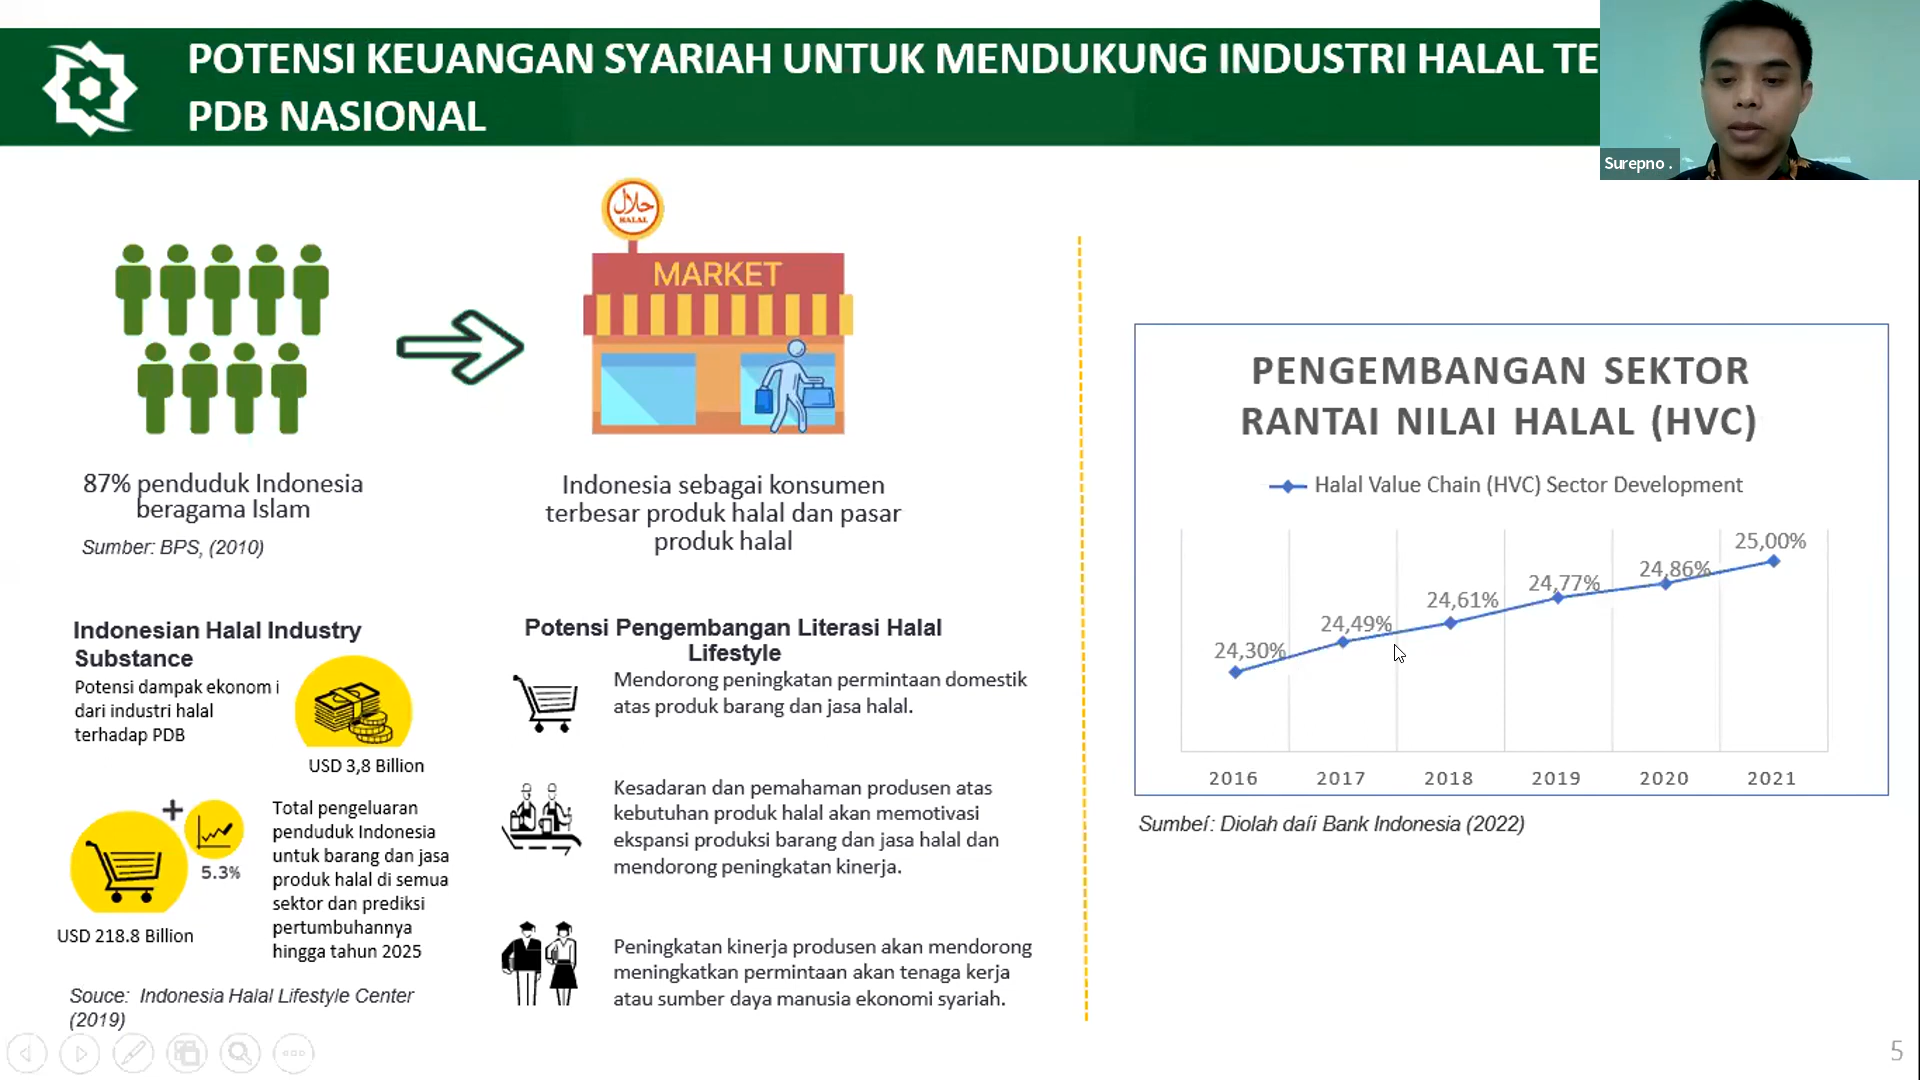 POTENSI KEUANGAN SYARIAH UNTUK MENDUKUNG INDUSTRI HALAL TE
PDB NASIONAL
Surepno .
حلال
HALAL
MARKET
87% penduduk Indonesia
beragama Islam
Sumber: BPS, (2010)
Indonesia sebagai konsumen
terbesar produk halal dan pasar
produk halal
Indonesian Halal Industry
Substance
Potensi dampak ekonom i
dari industri halal
terhadap PDB
USD 3,8 Billion
+
5.3%
USD 218.8 Billion
Total pengeluaran
penduduk Indonesia
untuk barang dan jasa
produk halal di semua
sektor dan prediksi
pertumbuhannya
hingga tahun 2025
Souce: Indonesia Halal Lifestyle Center
(2019)
Potensi Pengembangan Literasi Halal
Lifestyle
Mendorong peningkatan permintaan domestik
atas produk barang dan jasa halal.
Kesadaran dan pemahaman produsen atas
kebutuhan produk halal akan memotivasi
ekspansi produksi barang dan jasa halal dan
mendorong peningkatan kinerja.
Peningkatan kinerja produsen akan mendorong
meningkatkan permintaan akan tenaga kerja
atau sumber daya manusia ekonomi syariah.
PENGEMBANGAN SEKTOR
RANTAI NILAI HALAL (HVC)
Halal Value Chain (HVC) Sector Development
24,30%
24,49%
24,61%
24,77%
24,86%
25,00%
2016 2017 2018 2019 2020 2021
Sumbeí: Diolah daíi Bank Indonesia (2022)
5